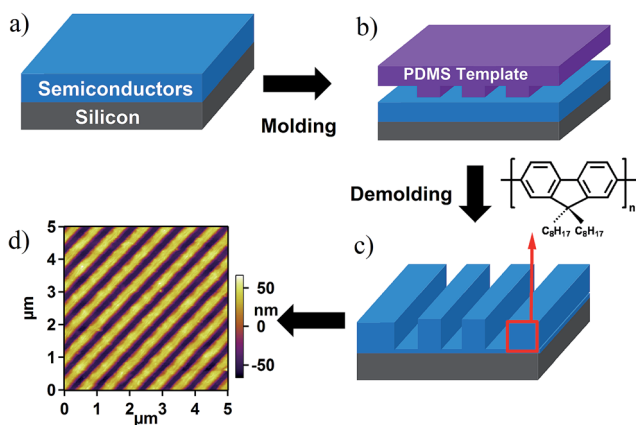 a)
Semiconductors
Silicon
Molding
b)
PDMS Template
Demolding
n
C8H17 C8H17
c)
d)
5
4
3
2
1
0
µm
0 1 2 3 4 5
µm
50
nm
0
-50